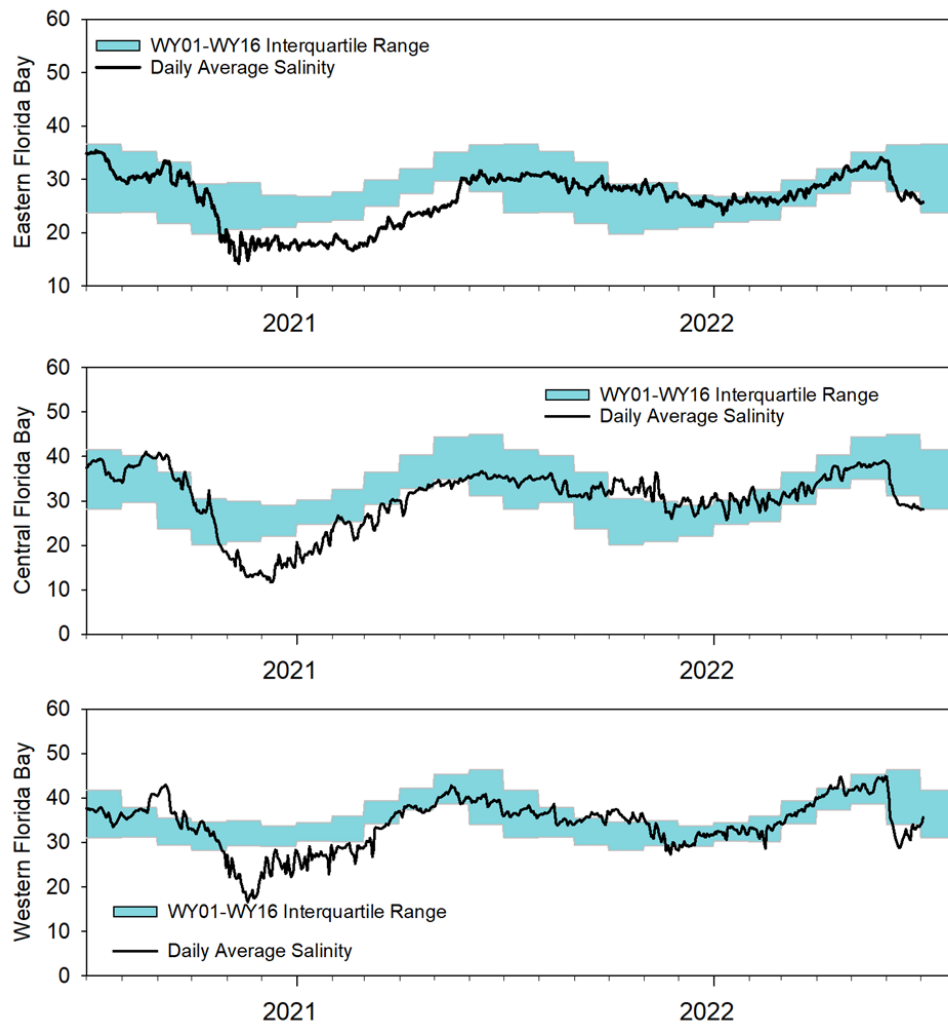 60
WY01-WY16 Interquartile Range
50
Daily Average Salinity
40
30
20
10
Eastern Florida Bay
2021 2022
60
50
WY01-WY16 Interquartile Range
Daily Average Salinity
40
30
20
10
0
Central Florida Bay
2021 2022
60
50
40
30
20
WY01-WY16 Interquartile Range
10
Daily Average Salinity
0
Western Florida Bay
2021 2022